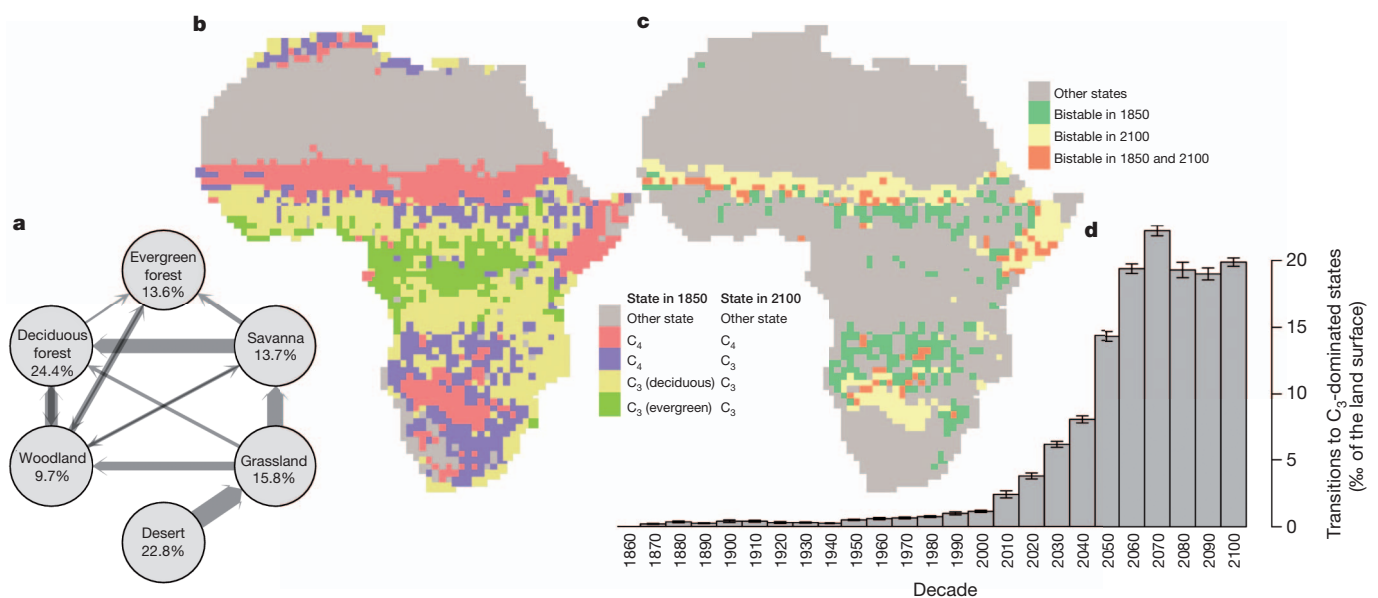 a
Evergreen
forest
13.6%
Deciduous
forest
24.4%
Savanna
13.7%
Woodland
9.7%
Grassland
15.8%
Desert
22.8%
b
State in 1850 State in 2100
Other state Other state
C4 C4
C4 C3
C3 (deciduous) C3
C3 (evergreen) C3
c
Other states
Bistable in 1850
Bistable in 2100
Bistable in 1850 and 2100
d
20
15
10
5
0
Transitions to C3-dominated states
(‰ of the land surface)
1860 1870 1880 1890 1900 1910 1920 1930 1940 1950 1960 1970 1980 1990 2000 2010 2020 2030 2040 2050 2060 2070 2080 2090 2100
Decade